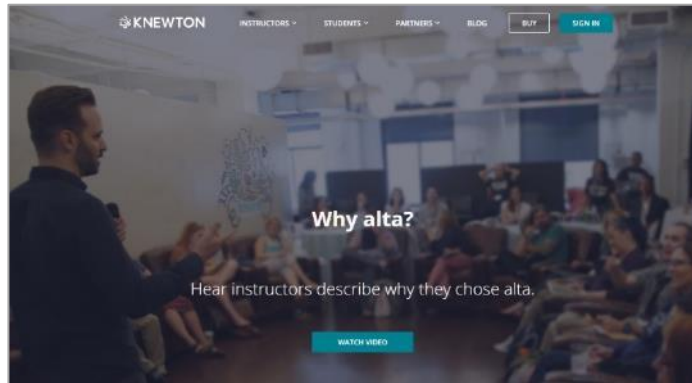 KNEWTON INSTRUCTORS STUDENTS PARTNERS BLOG BUY SIGN IN
Why alta?
Hear instructors describe why they chose alta.
WATCH VIDEO